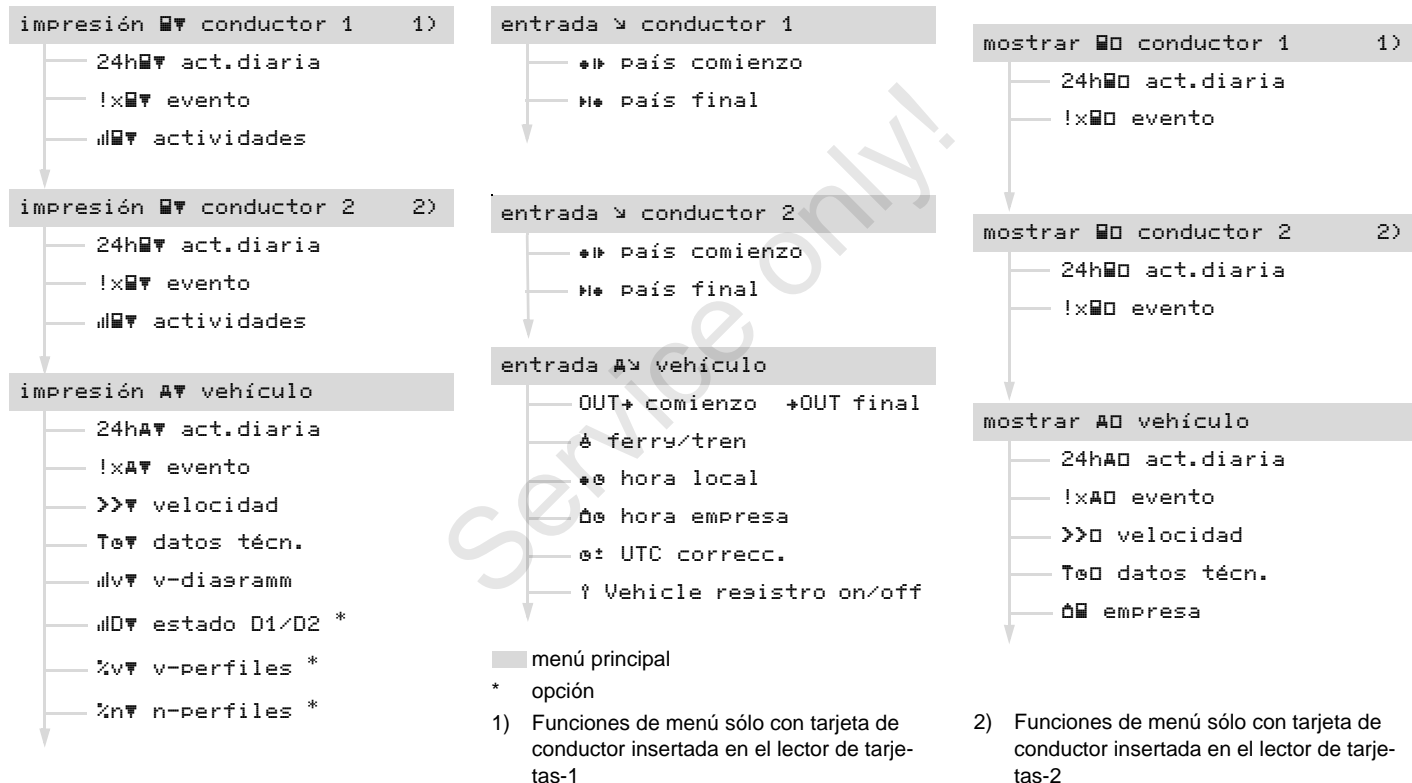 impresión conductor 1 1)
24h act.diaria
!x evento
actividades
impresión conductor 2 2)
24h act.diaria
!x evento
actividades
impresión vehículo
24h act.diaria
!x evento
>> velocidad
datos técn.
v v-diagramm
D estado D1/D2 *
%v v-perfiles *
%n n-perfiles *
entrada conductor 1
país comienzo
país final
entrada conductor 2
país comienzo
país final
entrada vehículo
OUT comienzo OUT final
ferry/tren
hora local
hora empresa
UTC correcc.
Vehicle registro on/off
menú principal
* opción
1) Funciones de menú sólo con tarjeta de
conductor insertada en el lector de tarje-
tas-1
mostrar conductor 1 1)
24h act.diaria
!x evento
mostrar conductor 2 2)
24h act.diaria
!x evento
mostrar vehículo
24h act.diaria
!x evento
>> velocidad
datos técn.
empresa
2) Funciones de menú sólo con tarjeta de
conductor insertada en el lector de tarje-
tas-2
Service only!